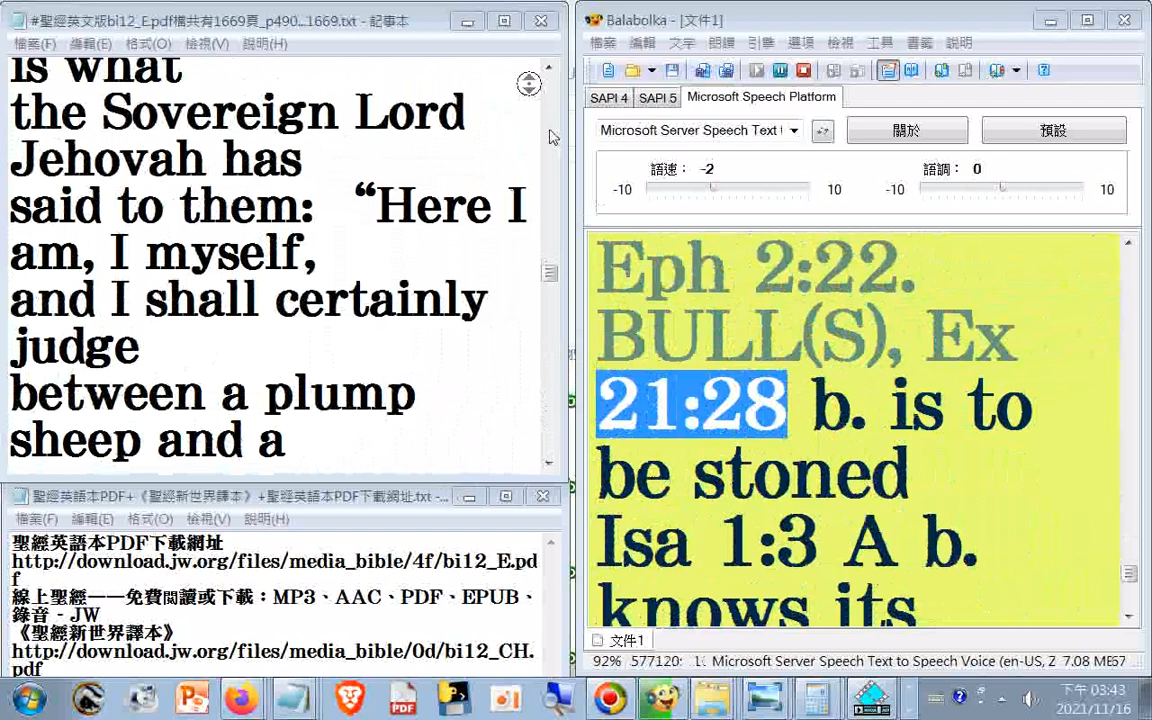 #聖經英文版bi12_E.pdf檔共有1669頁_p490...1669.txt - 記事本
檔案(F) 編輯(E) 格式(O) 檢視(V) 說明(H)
is what
the Sovereign Lord
Jehovah has
said to them: “Here I
am, I myself,
and I shall certainly
judge
between a plump
sheep and a
聖經英語本PDF+《聖經新世界譯本》+聖經英語本PDF下載網址.txt -...
檔案(F) 編輯(E) 格式(O) 檢視(V) 說明(H)
聖經英語本PDF下載網址
http://download.jw.org/files/media_bible/4f/bi12_E.pd
f
線上聖經——免費閱讀或下載：MP3、AAC、PDF、EPUB、
錄音 - JW
《聖經新世界譯本》
http://download.jw.org/files/media_bible/0d/bi12_CH.
pdf
Balabolka - [文件1]
檔案 編輯 文字 朗讀 引擎 選項 檢視 工具 書籤 說明
SAPI 4 SAPI 5 Microsoft Speech Platform
Microsoft Server Speech Text 關於 預設
語速： -2 語調： 0
-10 10 -10 10
Eph 2:22.
BULL(S), Ex
21:28 b. is to
be stoned
Isa 1:3 A b.
knows its
文件1
92% 577120: Microsoft Server Speech Text to Speech Voice (en-US, Z 7.08 ME57
下午 03:43
2021/11/16